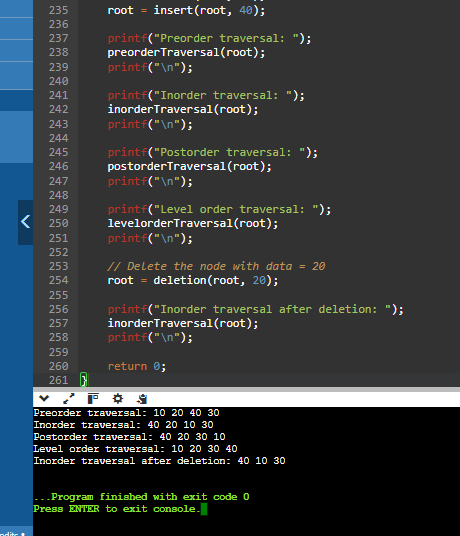 235 root = insert(root, 40);
236
237 printf("Preorder traversal: ");
238 preorderTraversal(root);
239 printf("\n");
240
241 printf("Inorder traversal: ");
242 inorderTraversal(root);
243 printf("\n");
244
245 printf("Postorder traversal: ");
246 postorderTraversal(root);
247 printf("\n");
248
249 printf("Level order traversal: ");
250 levelorderTraversal(root);
251 printf("\n");
252
253 // Delete the node with data = 20
254 root = deletion(root, 20);
255
256 printf("Inorder traversal after deletion: ");
257 inorderTraversal(root);
258 printf("\n");
259
260 return 0;
261 }
Preorder traversal: 10 20 40 30
Inorder traversal: 40 20 10 30
Postorder traversal: 40 20 30 10
Level order traversal: 10 20 30 40
Inorder traversal after deletion: 40 10 30
...Program finished with exit code 0
Press ENTER to exit console.